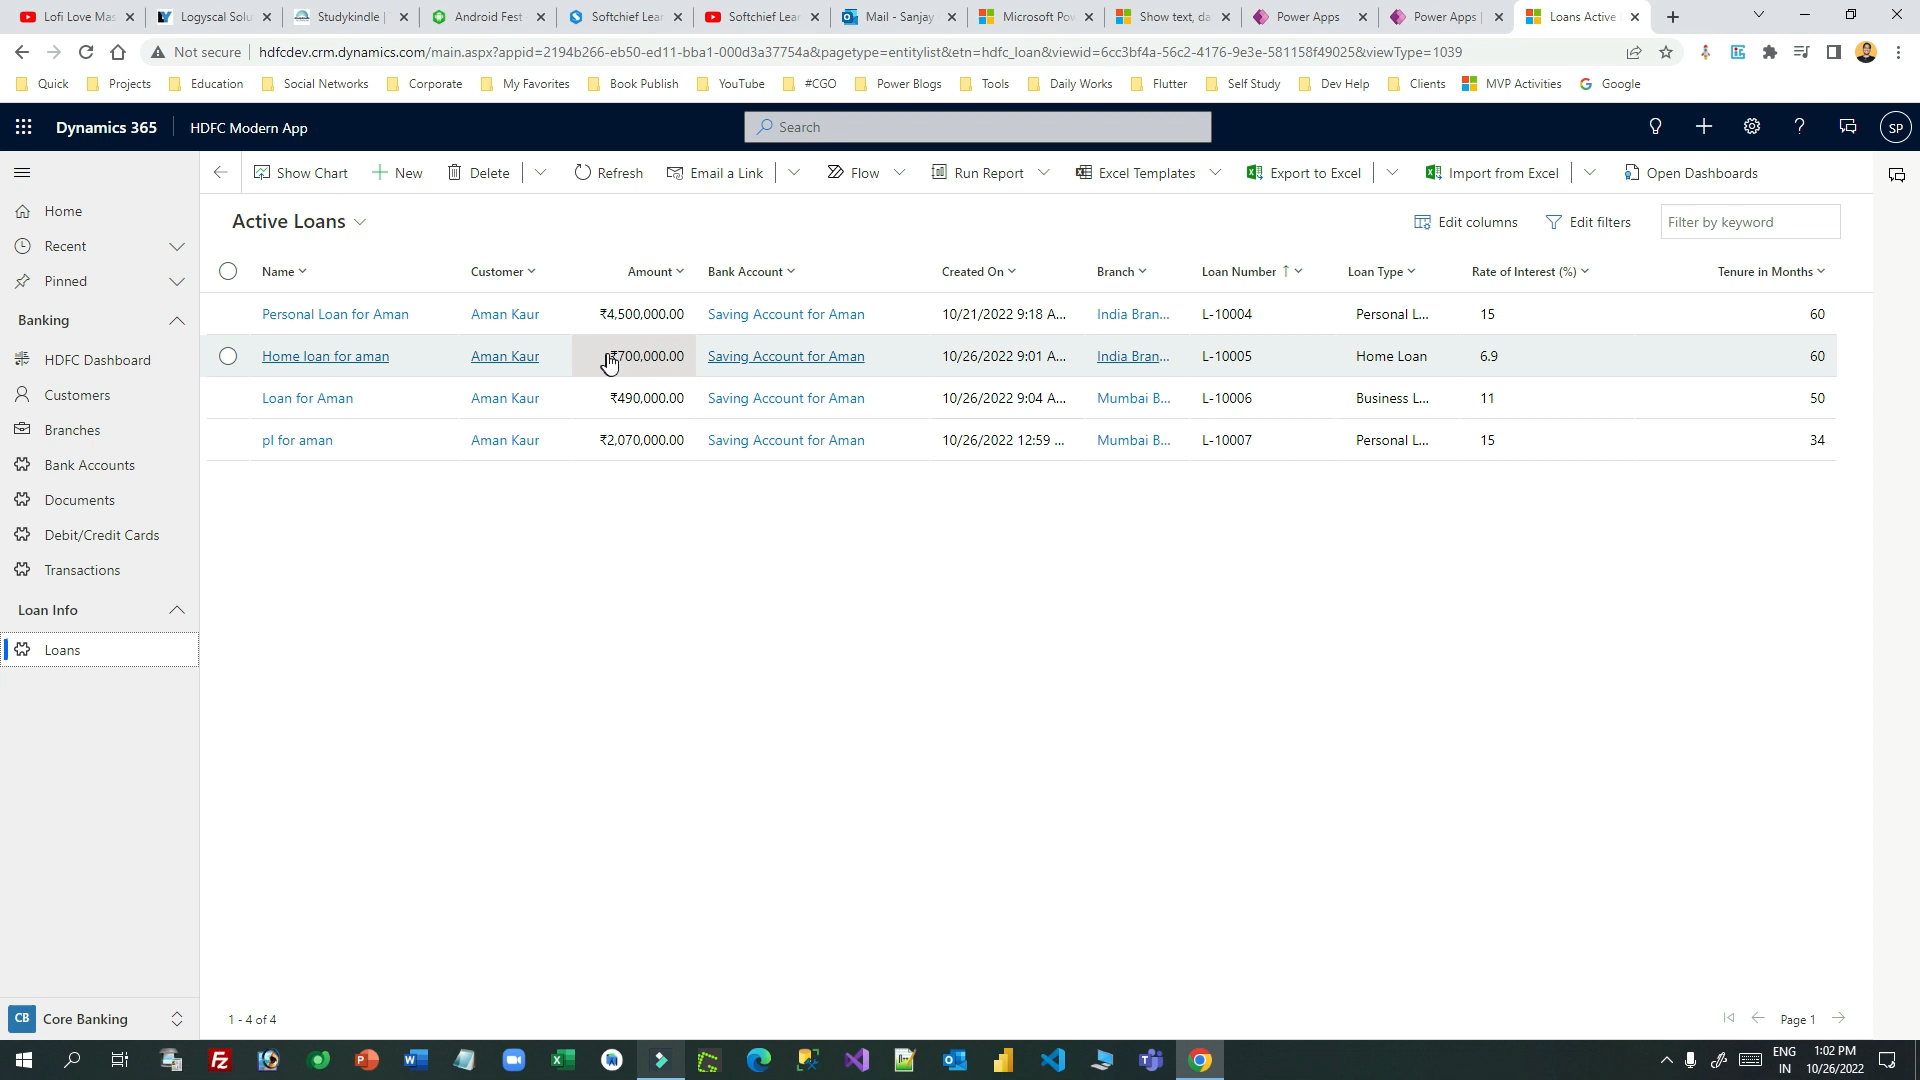 Lofi Love Mas
Logyscal Solu
Studykindle |
Android Fest
Softchief Lear
Softchief Lear
Mail - Sanjay
Microsoft Pow
Show text, da
Power Apps
Power Apps |
Loans Active
Not secure
hdfcdev.crm.dynamics.com/main.aspx?appid=2194b266-eb50-ed11-bba1-000d3a37754a&pagetype=entitylist&etn=hdfc_loan&viewid=6cc3bf4a-56c2-4176-9e3e-581158f49025&viewType=1039
Quick Projects Education Social Networks Corporate My Favorites Book Publish YouTube #CGO Power Blogs Tools Daily Works Flutter Self Study Dev Help Clients MVP Activities Google
Dynamics 365 HDFC Modern App Search SP
Show Chart New Delete Refresh Email a Link Flow Run Report Excel Templates Export to Excel Import from Excel Open Dashboards
Home
Recent
Pinned
Banking
HDFC Dashboard
Customers
Branches
Bank Accounts
Documents
Debit/Credit Cards
Transactions
Loan Info
Loans
CB Core Banking
Active Loans
Edit columns Edit filters Filter by keyword
Name Customer Amount Bank Account Created On Branch Loan Number ↑ Loan Type Rate of Interest (%) Tenure in Months
Personal Loan for Aman Aman Kaur ₹4,500,000.00 Saving Account for Aman 10/21/2022 9:18 A... India Bran... L-10004 Personal L... 15 60
Home loan for aman Aman Kaur ₹700,000.00 Saving Account for Aman 10/26/2022 9:01 A... India Bran... L-10005 Home Loan 6.9 60
Loan for Aman Aman Kaur ₹490,000.00 Saving Account for Aman 10/26/2022 9:04 A... Mumbai B... L-10006 Business L... 11 50
pl for aman Aman Kaur ₹2,070,000.00 Saving Account for Aman 10/26/2022 12:59 ... Mumbai B... L-10007 Personal L... 15 34
1 - 4 of 4
Page 1
ENG
IN
1:02 PM
10/26/2022